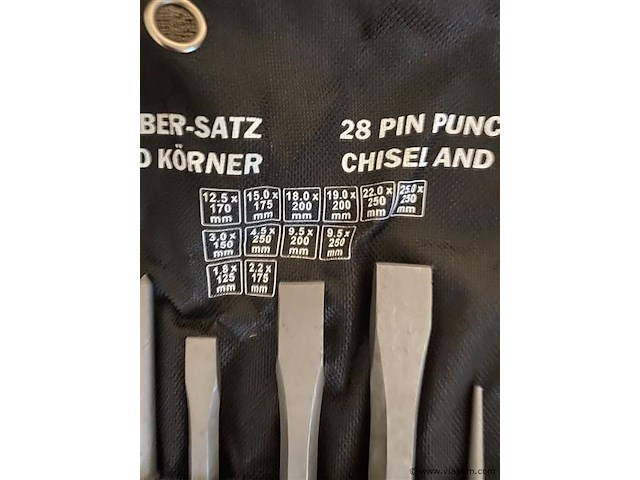 BER-SATZ
D KÖRNER
28 PIN PUNC
CHISEL AND
12.5 x 170 mm
15.0 x 175 mm
18.0 x 200 mm
19.0 x 200 mm
22.0 x 250 mm
25.0 x 250 mm
3.0 x 150 mm
4.5 x 250 mm
9.5 x 200 mm
9.5 x 250 mm
1.8 x 125 mm
2.2 x 175 mm